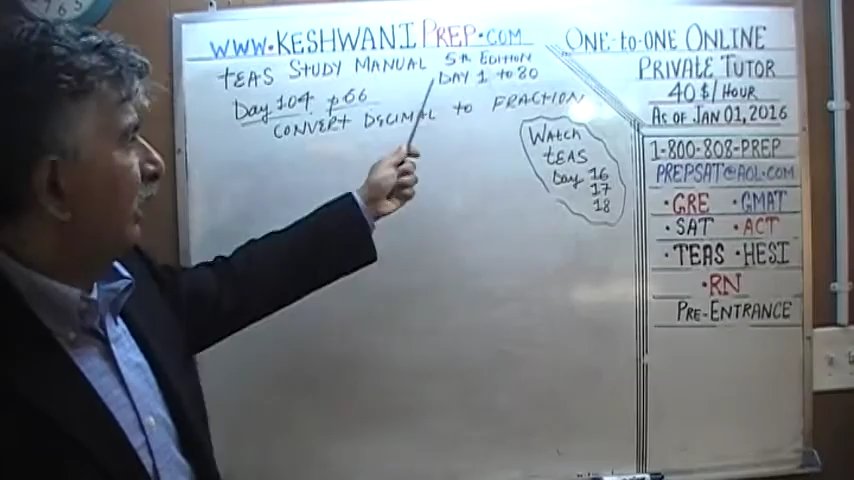 WWW.KESHWANIPREP.COM
TEAS STUDY MANUAL 5TH EDITION
DAY 1 TO 80
Day 104 p66
CONVERT DECIMAL to FRACTION
WATCH
TEAS
Day 16
17
18
ONE-TO-ONE ONLINE
PRIVATE TUTOR
40$/HOUR
AS OF JAN 01, 2016
1-800-808-PREP
PREPSAT@AOL.COM
•GRE •GMAT
•SAT •ACT
•TEAS •HESI
•RN
PRE-ENTRANCE